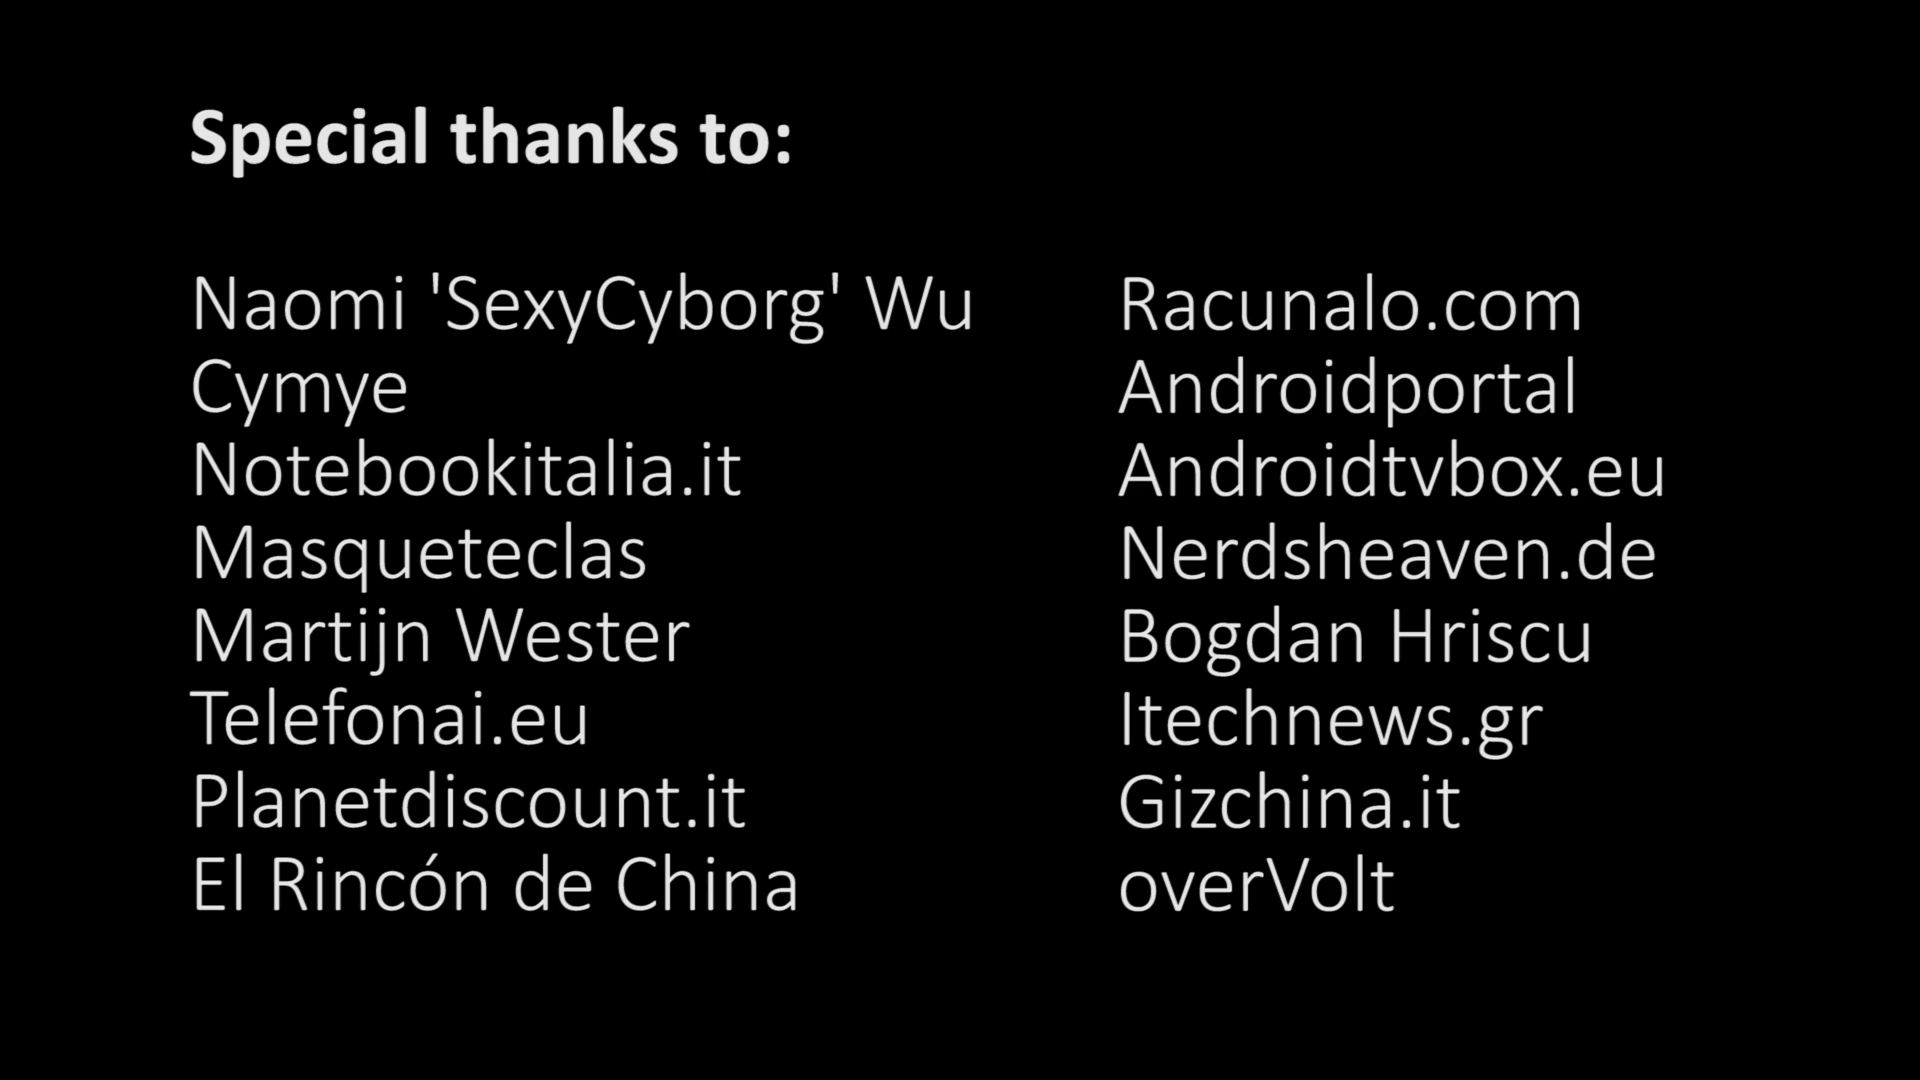 Special thanks to:
Naomi 'SexyCyborg' Wu
Cymye
Notebookitalia.it
Masqueteclas
Martijn Wester
Telefonai.eu
Planetdiscount.it
El Rincón de China
Racunalo.com
Androidportal
Androidtvbox.eu
Nerdsheaven.de
Bogdan Hriscu
Itechnews.gr
Gizchina.it
overVolt